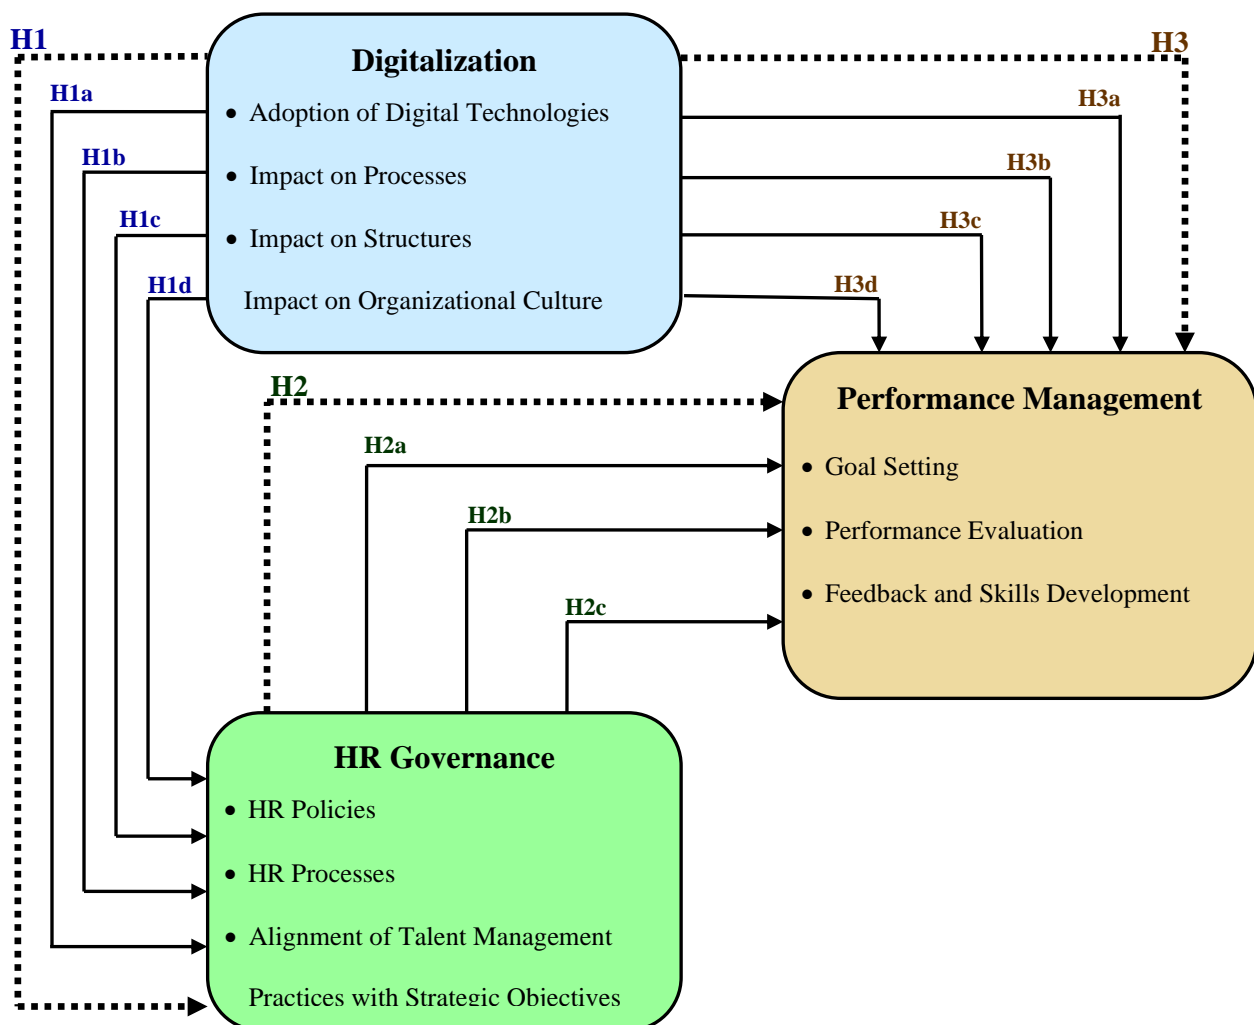 H1
H3
Digitalization
H1a
• Adoption of Digital Technologies
H3a
H1b
• Impact on Processes
H3b
H1c
• Impact on Structures
H3c
H1d
Impact on Organizational Culture
H3d
H2
Performance Management
H2a
• Goal Setting
H2b
• Performance Evaluation
H2c
• Feedback and Skills Development
HR Governance
• HR Policies
• HR Processes
• Alignment of Talent Management
Practices with Strategic Objectives